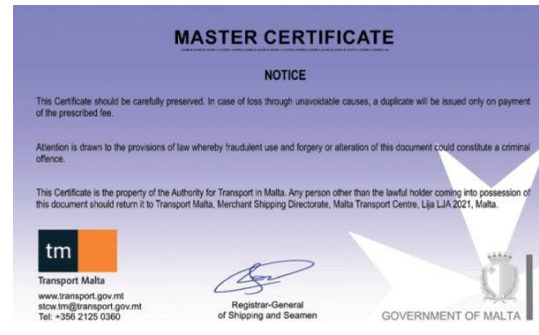 MASTER CERTIFICATE
NOTICE
This Certificate should be carefully preserved. In case of loss through unavoidable causes, a duplicate will be issued only on payment
of the prescribed fee.
Attention is drawn to the provisions of law whereby fraudulent use and forgery or alteration of this document could constitute a criminal
offence.
This Certificate is the property of the Authority for Transport in Malta. Any person other than the lawful holder coming into possession of
this document should return it to Transport Malta, Merchant Shipping Directorate, Malta Transport Centre, Lija LJA 2021, Malta.
tm
Transport Malta
www.transport.gov.mt
stcw.tm@transport.gov.mt
Tel: +356 2125 0360
Registrar-General
of Shipping and Seamen
GOVERNMENT OF MALTA